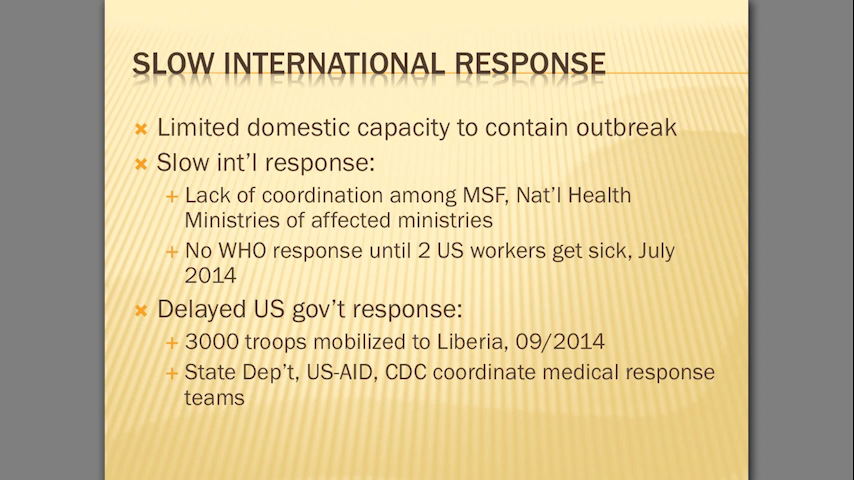 SLOW INTERNATIONAL RESPONSE
Limited domestic capacity to contain outbreak
Slow int’l response:
Lack of coordination among MSF, Nat’l Health
Ministries of affected ministries
No WHO response until 2 US workers get sick, July
2014
Delayed US gov’t response:
3000 troops mobilized to Liberia, 09/2014
State Dep’t, US-AID, CDC coordinate medical response
teams